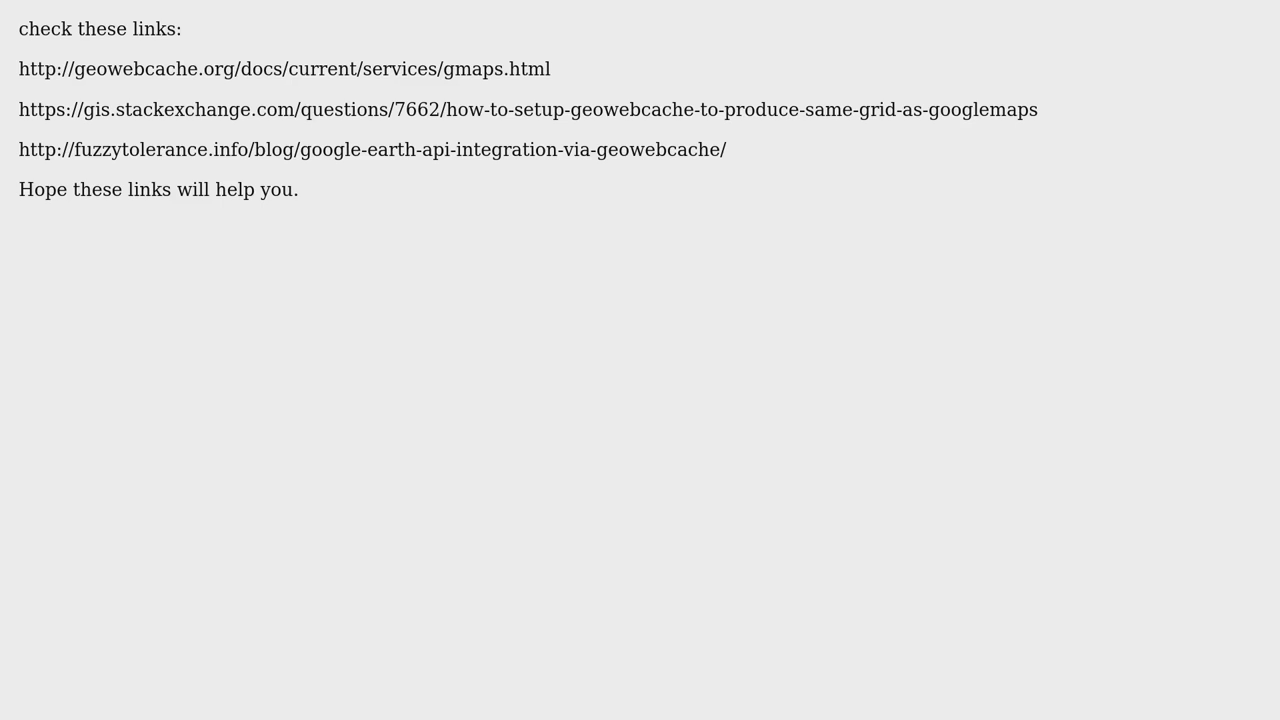 check these links:
http://geowebcache.org/docs/current/services/gmaps.html
https://gis.stackexchange.com/questions/7662/how-to-setup-geowebcache-to-produce-same-grid-as-googlemaps
http://fuzzytolerance.info/blog/google-earth-api-integration-via-geowebcache/
Hope these links will help you.